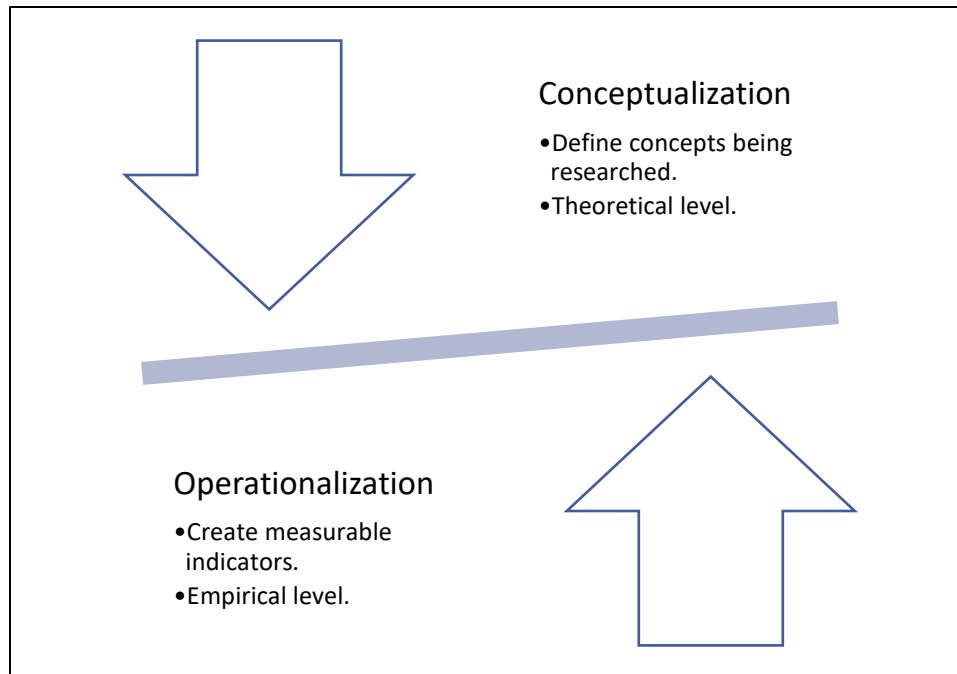 Conceptualization
•Define concepts being
researched.
•Theoretical level.
Operationalization
•Create measurable
indicators.
•Empirical level.